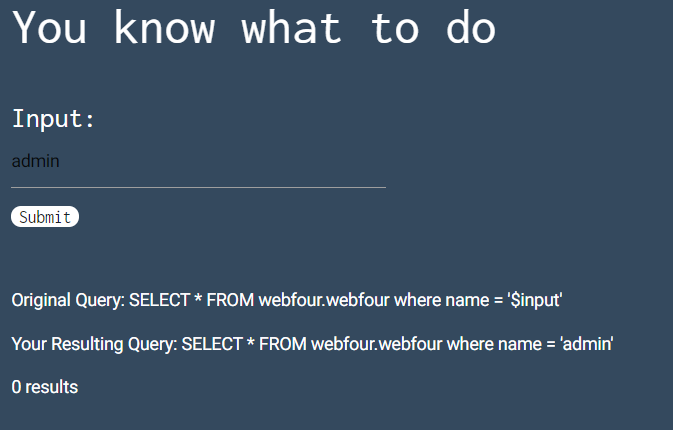 You know what to do
Input:
admin
Submit
Original Query: SELECT * FROM webfour.webfour where name = '$input'
Your Resulting Query: SELECT * FROM webfour.webfour where name = 'admin'
0 results